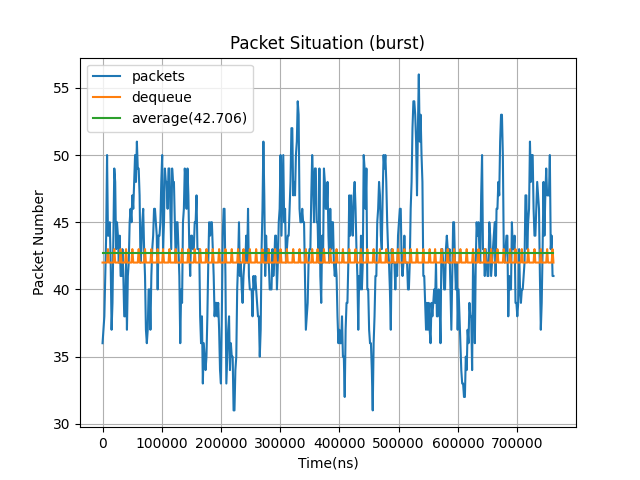 Packet Situation (burst)
packets
dequeue
average(42.706)
Packet Number
55
50
45
40
35
30
0 100000 200000 300000 400000 500000 600000 700000
Time(ns)